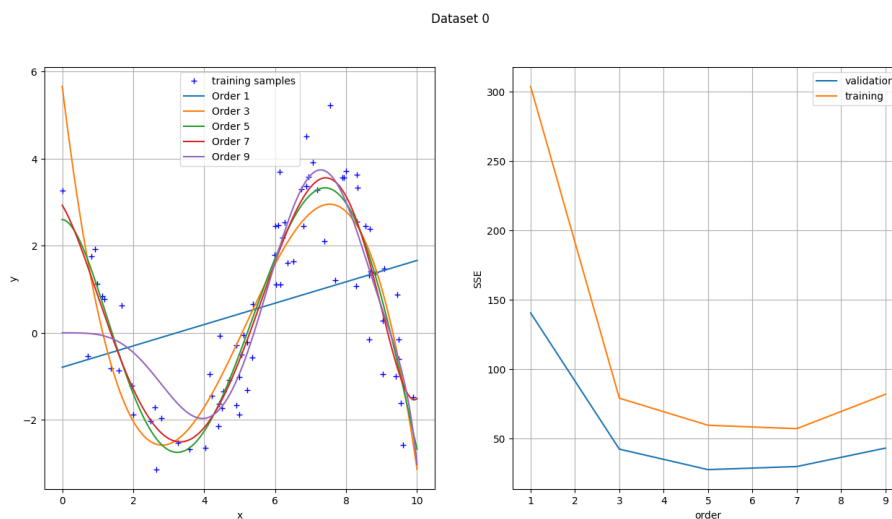 Dataset 0
training samples
Order 1
Order 3
Order 5
Order 7
Order 9
6
4
2
0
−2
y
0
2
4
6
8
10
x
validation
training
300
250
200
150
100
50
SSE
1
2
3
4
5
6
7
8
9
order